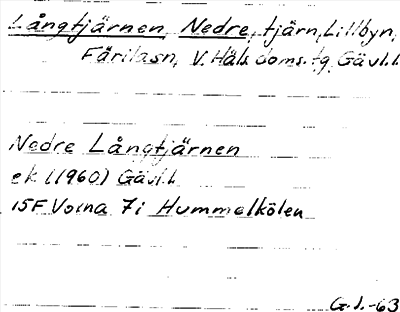 Långtjärnen, Nedre, tjärn, Lillbyn,
Färilasn, V. Häls. doms.tg, Gävl.l.
Nedre Långtjärnen
ek (1960) Gävl.l.
15F Voxna 7i Hummelkölen
G.J.-63